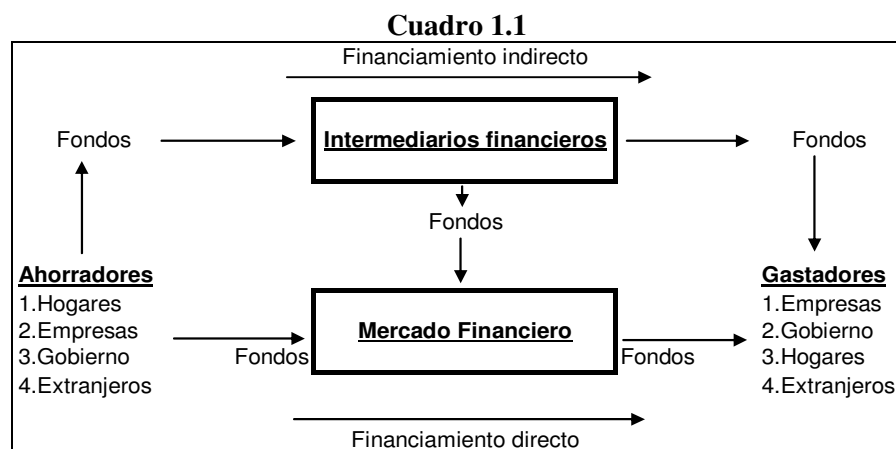 Cuadro 1.1
Financiamiento indirecto
Fondos
Intermediarios financieros
Fondos
Fondos
Ahorradores
1.Hogares
2.Empresas
3.Gobierno
4.Extranjeros
Fondos
Mercado Financiero
Fondos
Gastadores
1.Empresas
2.Gobierno
3.Hogares
4.Extranjeros
Financiamiento directo